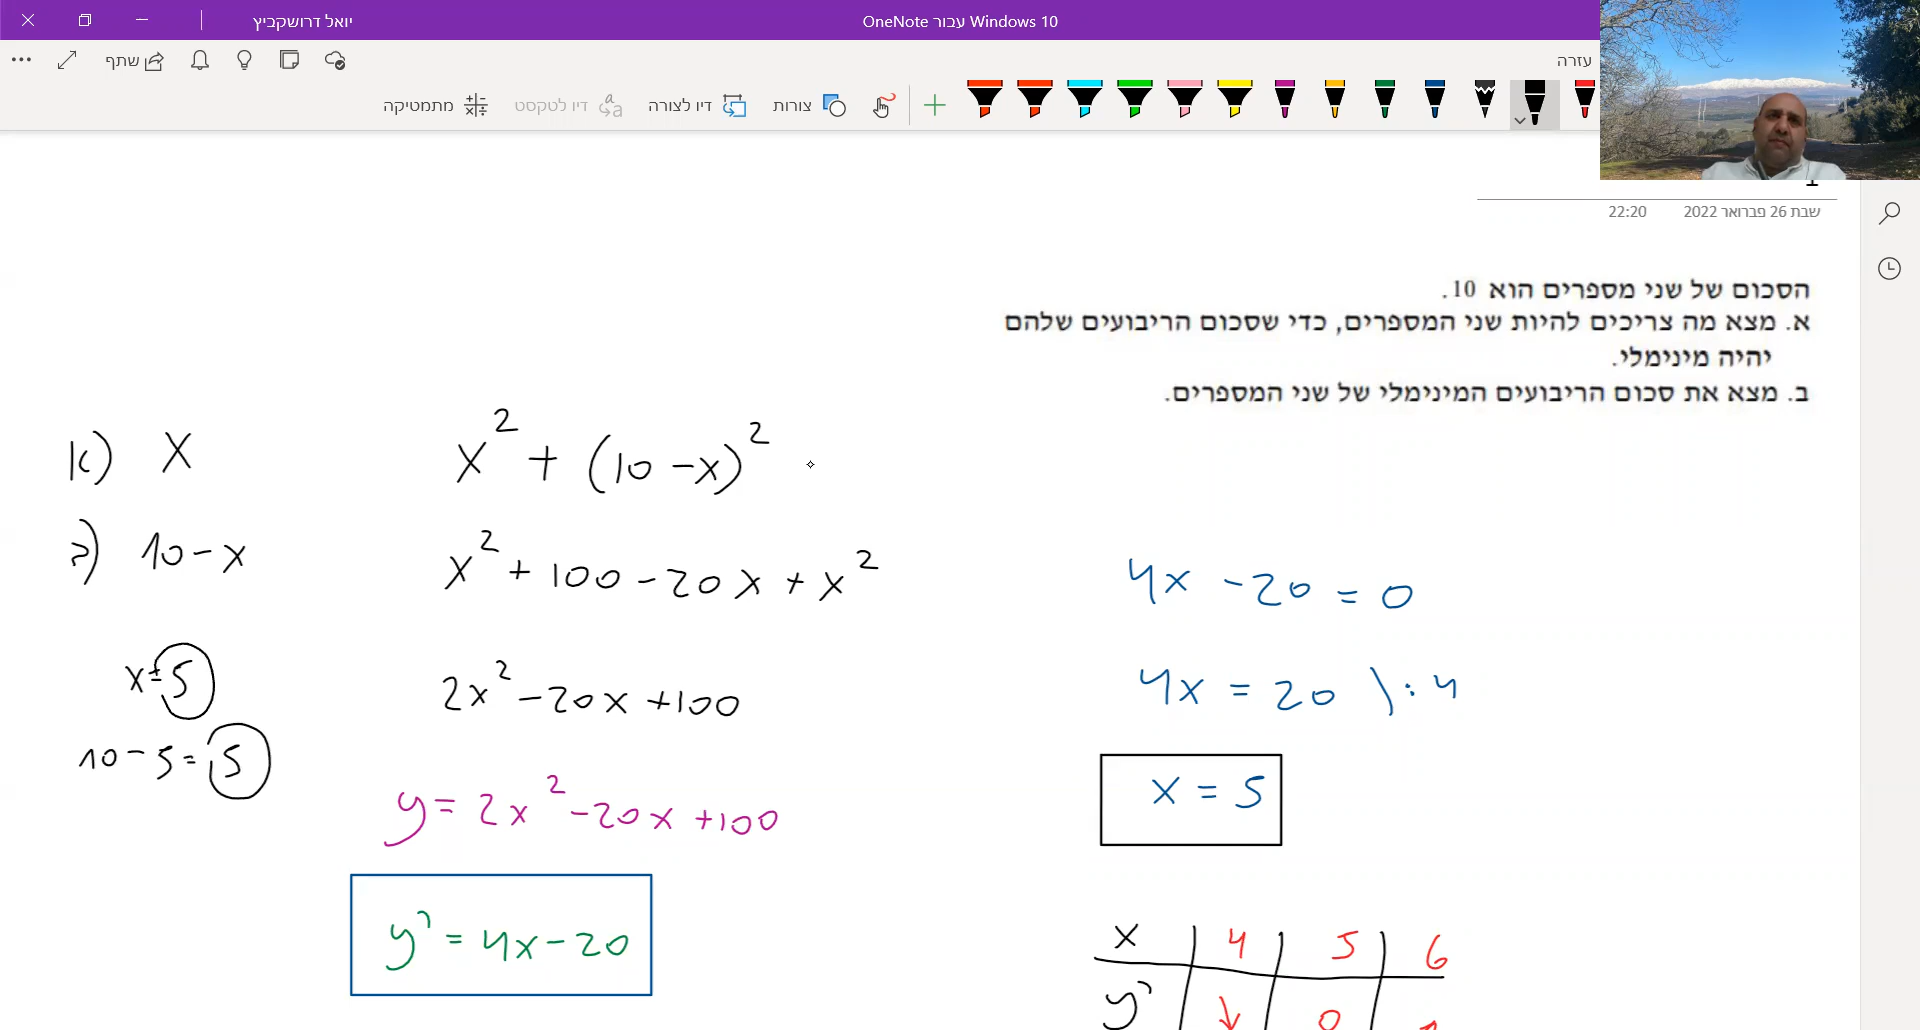 יואל דרושקביץ
OneNote עבור Windows 10
שתף
עזרה
מתמטיקה
דיו לטקסט
דיו לצורה
צורות
שבת 26 פברואר 2022 22:20
הסכום של שני מספרים הוא 10.
א. מצא מה צריכים להיות שני המספרים, כדי שסכום הריבועים שלהם
יהיה מינימלי.
ב. מצא את סכום הריבועים המינימלי של שני המספרים.
א) x
ב) 10-x
x=5
10-5=5
x² + (10-x)²
x² + 100 - 20x + x²
2x² - 20x + 100
y = 2x² - 20x + 100
y' = 4x - 20
4x - 20 = 0
4x = 20 \ : 4
x = 5
x | 4 | 5 | 6
y' | ↘ | 0 |